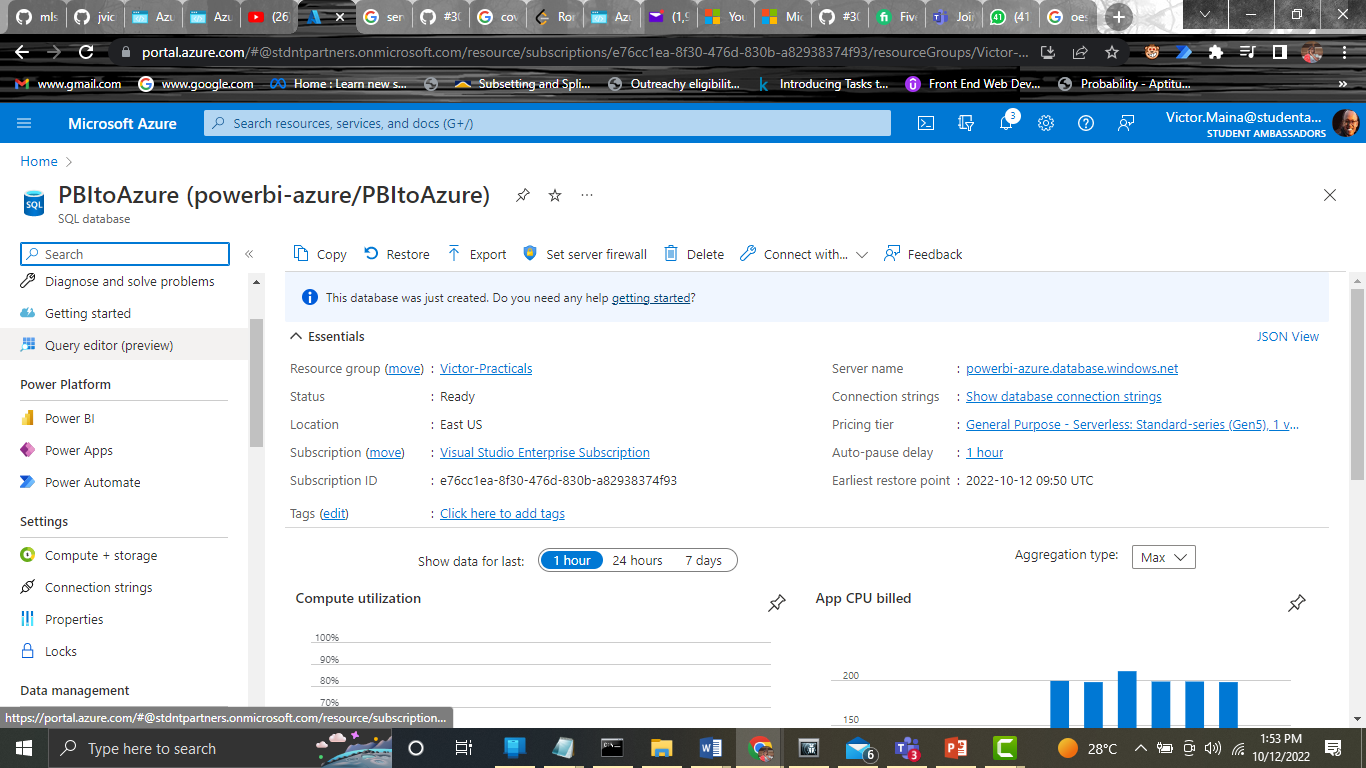 mls
jvic
Azu
Azu
(26
ser
#30
cov
Ro
Azu
(1,9
You
Mic
#30
Five
Joi
(41
oes
portal.azure.com/#@stdntpartners.onmicrosoft.com/resource/subscriptions/e76cc1ea-8f30-476d-830b-a82938374f93/resourceGroups/Victor-...
www.gmail.com
www.google.com
Home : Learn new s...
Subsetting and Spli...
Outreachy eligibilit...
Introducing Tasks t...
Front End Web Dev...
Probability - Aptitu...
»
Microsoft Azure
Search resources, services, and docs (G+/)
3
Victor.Maina@studenta...
STUDENT AMBASSADORS
Home
PBItoAzure (powerbi-azure/PBItoAzure)
SQL
SQL database
Search
«
Copy
Restore
Export
Set server firewall
Delete
Connect with...
Feedback
Diagnose and solve problems
Getting started
Query editor (preview)
Power Platform
Power BI
Power Apps
Power Automate
Settings
Compute + storage
Connection strings
Properties
Locks
Data management
This database was just created. Do you need any help getting started?
Essentials
JSON View
Resource group (move) : Victor-Practicals
Status : Ready
Location : East US
Subscription (move) : Visual Studio Enterprise Subscription
Subscription ID : e76cc1ea-8f30-476d-830b-a82938374f93
Tags (edit) : Click here to add tags
Server name : powerbi-azure.database.windows.net
Connection strings : Show database connection strings
Pricing tier : General Purpose - Serverless: Standard-series (Gen5), 1 v...
Auto-pause delay : 1 hour
Earliest restore point : 2022-10-12 09:50 UTC
Show data for last: 1 hour 24 hours 7 days
Aggregation type: Max
Compute utilization
100%
90%
80%
70%
App CPU billed
200
150
https://portal.azure.com/#@stdntpartners.onmicrosoft.com/resource/subscription...
Type here to search
6
3
28°C
1:53 PM
10/12/2022